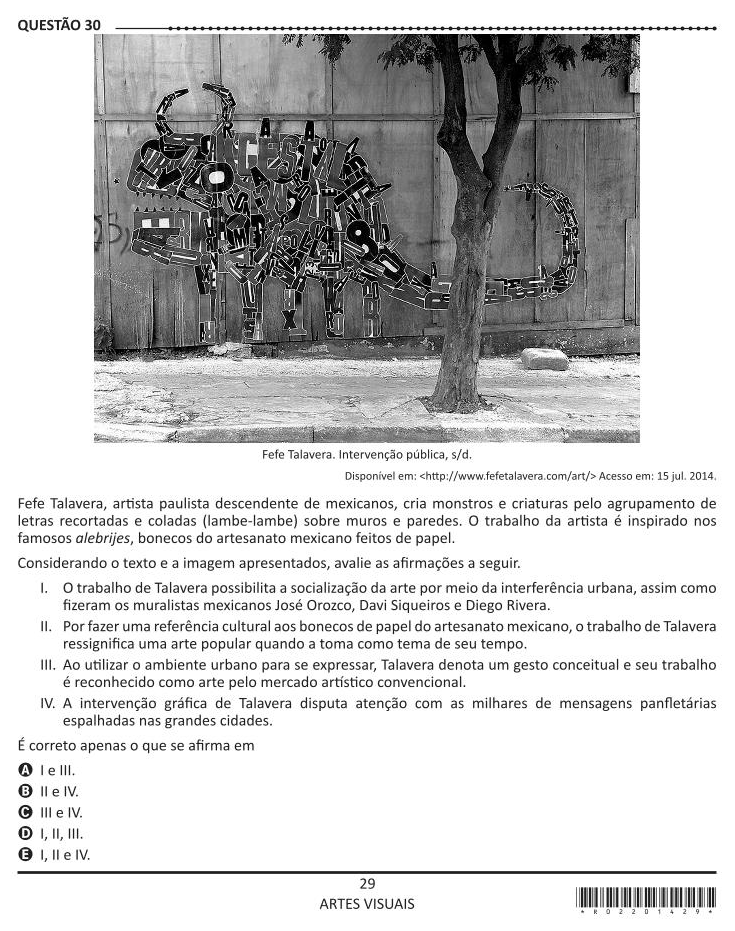 QUESTÃO 30
Fefe Talavera. Intervenção pública, s/d.
Disponível em: <http://www.fefetalavera.com/art/> Acesso em: 15 jul. 2014.
Fefe Talavera, artista paulista descendente de mexicanos, cria monstros e criaturas pelo agrupamento de
letras recortadas e coladas (lambe-lambe) sobre muros e paredes. O trabalho da artista é inspirado nos
famosos alebrijes, bonecos do artesanato mexicano feitos de papel.
Considerando o texto e a imagem apresentados, avalie as afirmações a seguir.
I. O trabalho de Talavera possibilita a socialização da arte por meio da interferência urbana, assim como
fizeram os muralistas mexicanos José Orozco, Davi Siqueiros e Diego Rivera.
II. Por fazer uma referência cultural aos bonecos de papel do artesanato mexicano, o trabalho de Talavera
ressignifica uma arte popular quando a toma como tema de seu tempo.
III. Ao utilizar o ambiente urbano para se expressar, Talavera denota um gesto conceitual e seu trabalho
é reconhecido como arte pelo mercado artístico convencional.
IV. A intervenção gráfica de Talavera disputa atenção com as milhares de mensagens panfletárias
espalhadas nas grandes cidades.
É correto apenas o que se afirma em
A I e III.
B II e IV.
C III e IV.
D I, II, III.
E I, II e IV.
29
ARTES VISUAIS
*R0220142 9*